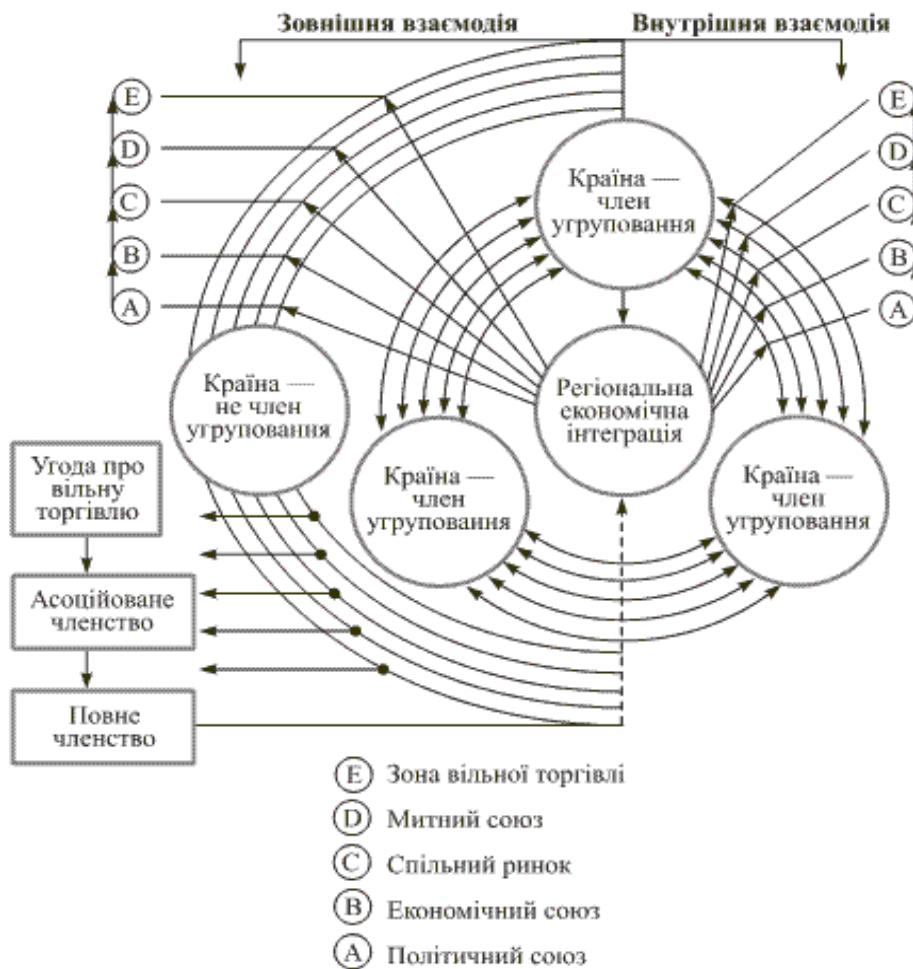 Зовнішня взаємодія
Внутрішня взаємодія
E
D
C
B
A
E
D
C
B
A
Країна —
член
угруповання
Країна —
не член
угруповання
Регіональна
економічна
інтеграція
Країна —
член
угруповання
Країна —
член
угруповання
Угода про
вільну
торгівлю
Асоційоване
членство
Повне
членство
E Зона вільної торгівлі
D Митний союз
C Спільний ринок
B Економічний союз
A Політичний союз